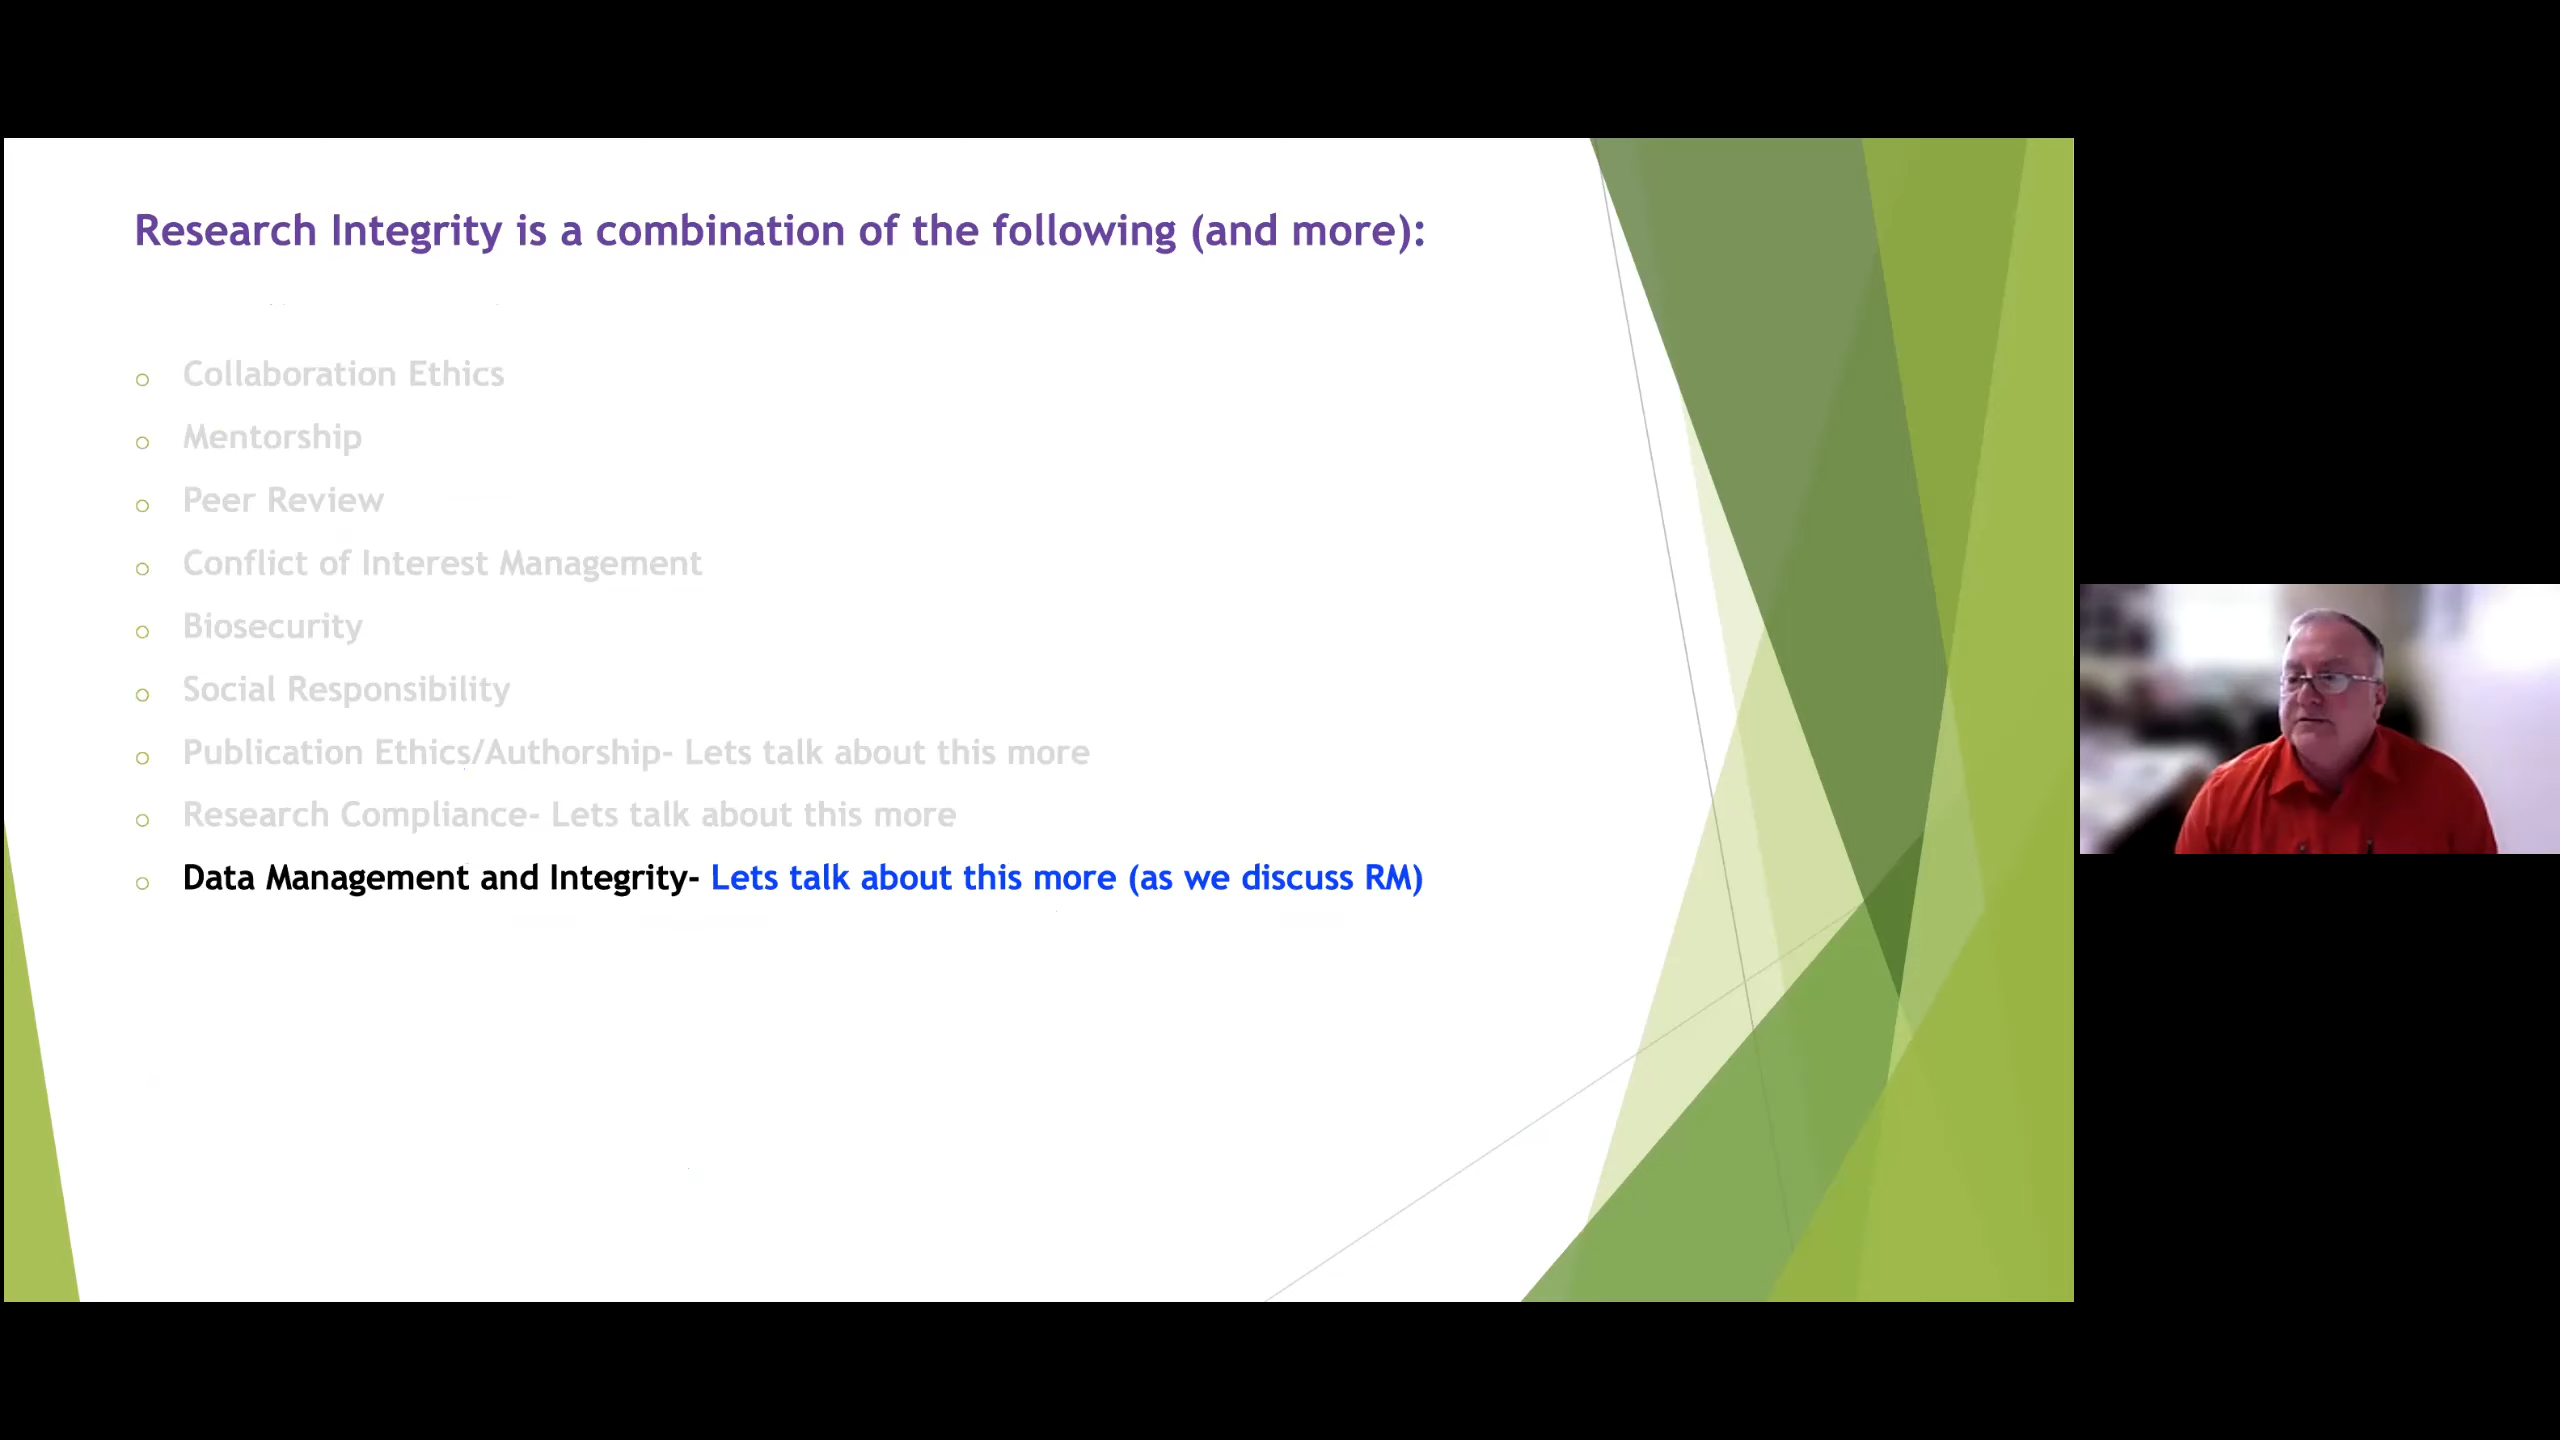 Research Integrity is a combination of the following (and more):
Collaboration Ethics
Mentorship
Peer Review
Conflict of Interest Management
Biosecurity
Social Responsibility
Publication Ethics/Authorship- Lets talk about this more
Research Compliance- Lets talk about this more
Data Management and Integrity- Lets talk about this more (as we discuss RM)